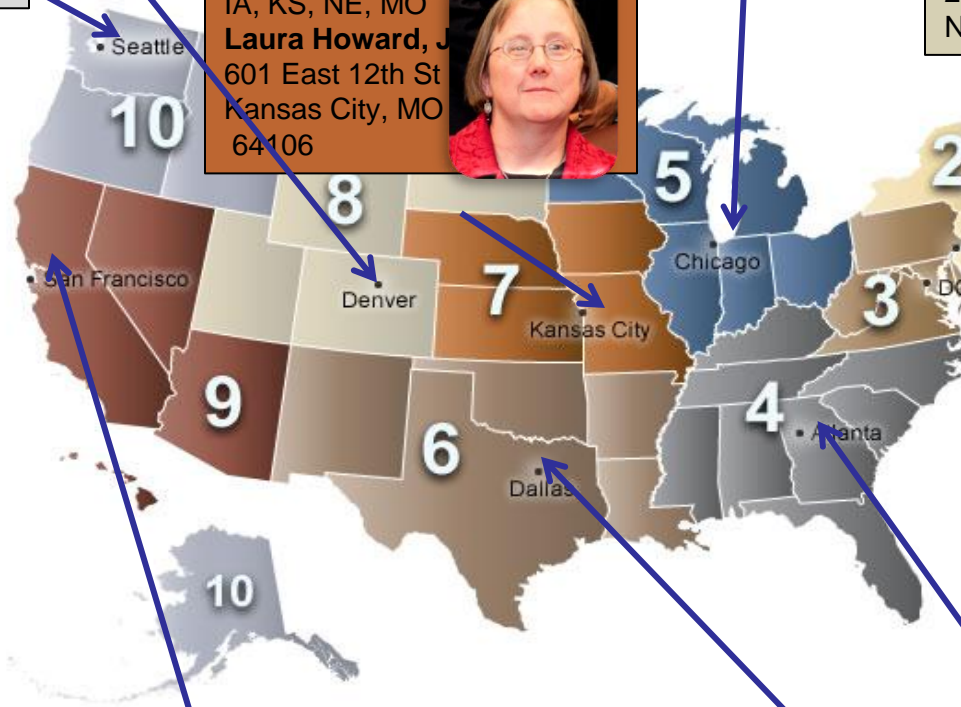 IA, KS, NE, MO
Laura Howard, J
601 East 12th St
Kansas City, MO
64106
N
Seattle
10
8
5
2
San Francisco
Denver
7
Chicago
Kansas City
3
DC
9
6
4
Atlanta
Dallas
10